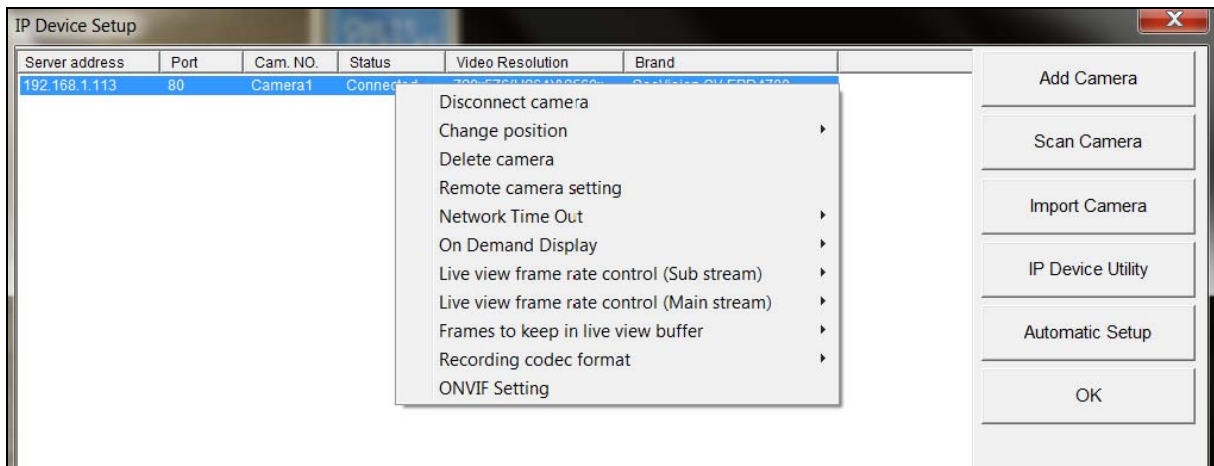 IP Device Setup
Server address Port Cam. NO. Status Video Resolution Brand
192.168.1.113 80 Camera1
Disconnect camera
Change position
Delete camera
Remote camera setting
Network Time Out
On Demand Display
Live view frame rate control (Sub stream)
Live view frame rate control (Main stream)
Frames to keep in live view buffer
Recording codec format
ONVIF Setting
Add Camera
Scan Camera
Import Camera
IP Device Utility
Automatic Setup
OK